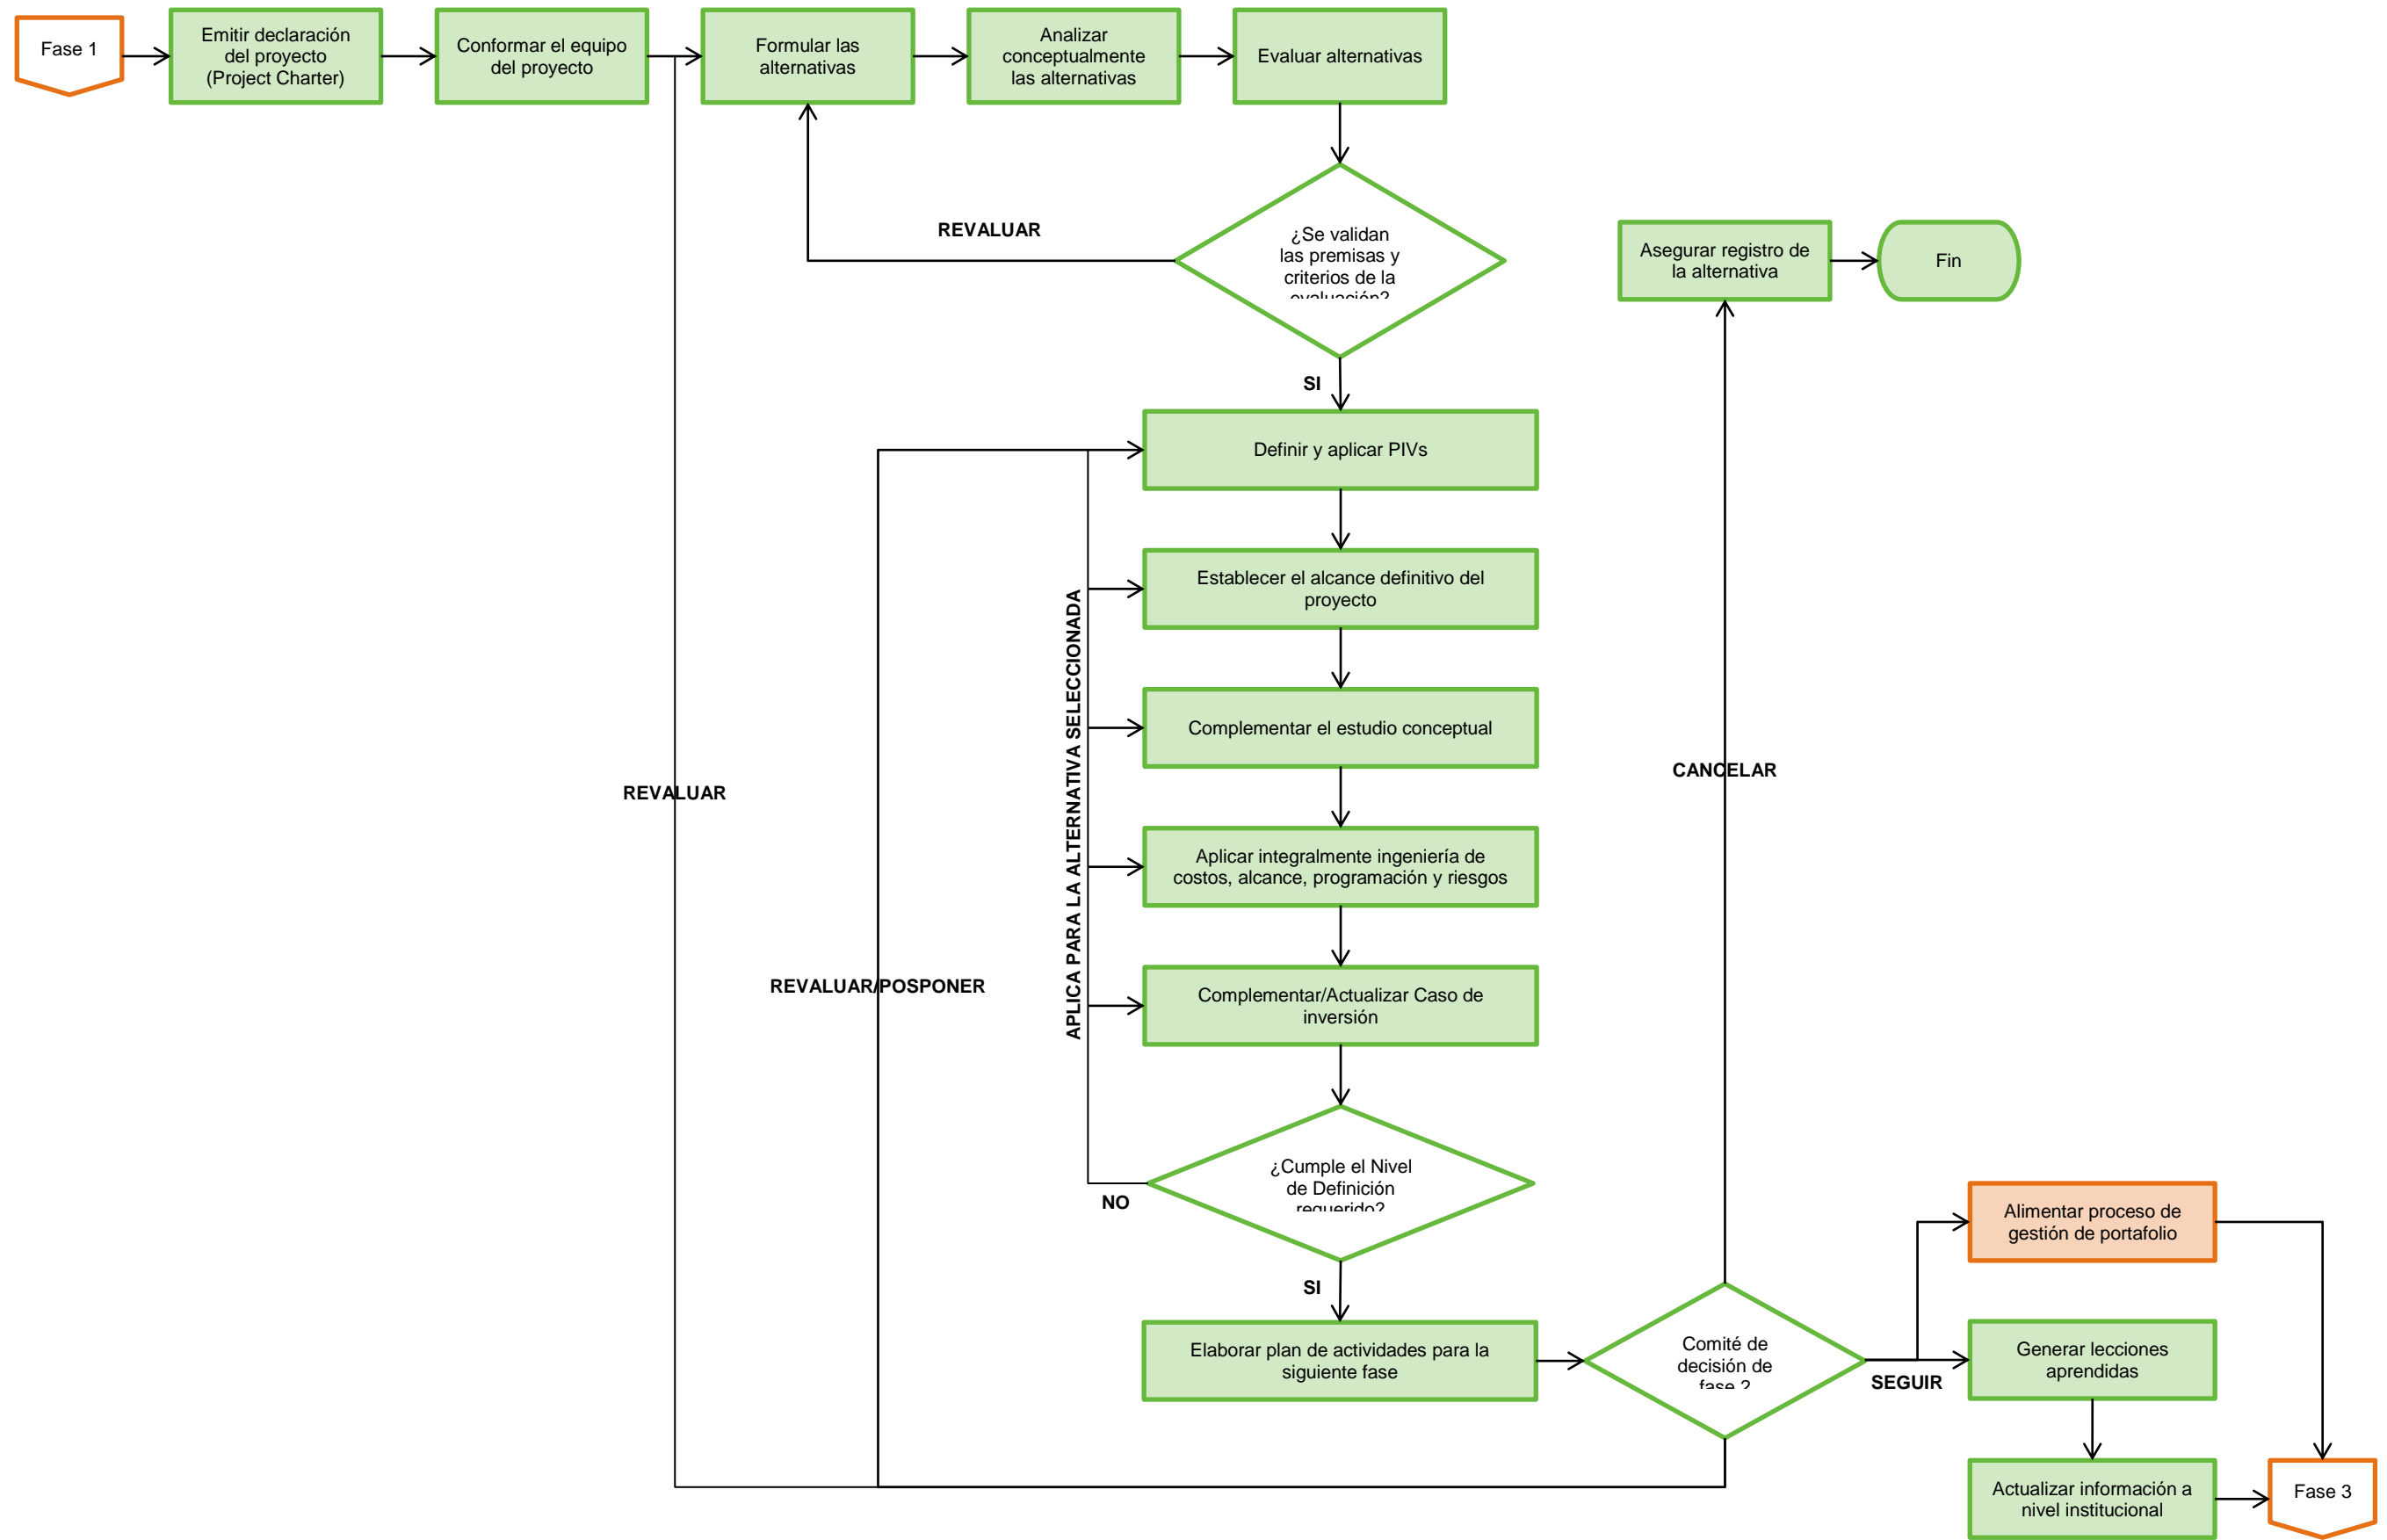 Fase 1
Emitir declaración
del proyecto
(Project Charter)
Conformar el equipo
del proyecto
Formular las
alternativas
Analizar
conceptualmente
las alternativas
Evaluar alternativas
REVALUAR
¿Se validan
las premisas y
criterios de la
evaluación?
Asegurar registro de
la alternativa
Fin
SI
Definir y aplicar PIVs
Establecer el alcance definitivo del
proyecto
APLICA PARA LA ALTERNATIVA SELECCIONADA
Complementar el estudio conceptual
CANCELAR
REVALUAR
Aplicar integralmente ingeniería de
costos, alcance, programación y riesgos
REVALUAR/POSPONER
Complementar/Actualizar Caso de
inversión
¿Cumple el Nivel
de Definición
requerido?
NO
SI
Alimentar proceso de
gestión de portafolio
Elaborar plan de actividades para la
siguiente fase
Comité de
decisión de
fase 2
SEGUIR
Generar lecciones
aprendidas
Actualizar información a
nivel institucional
Fase 3